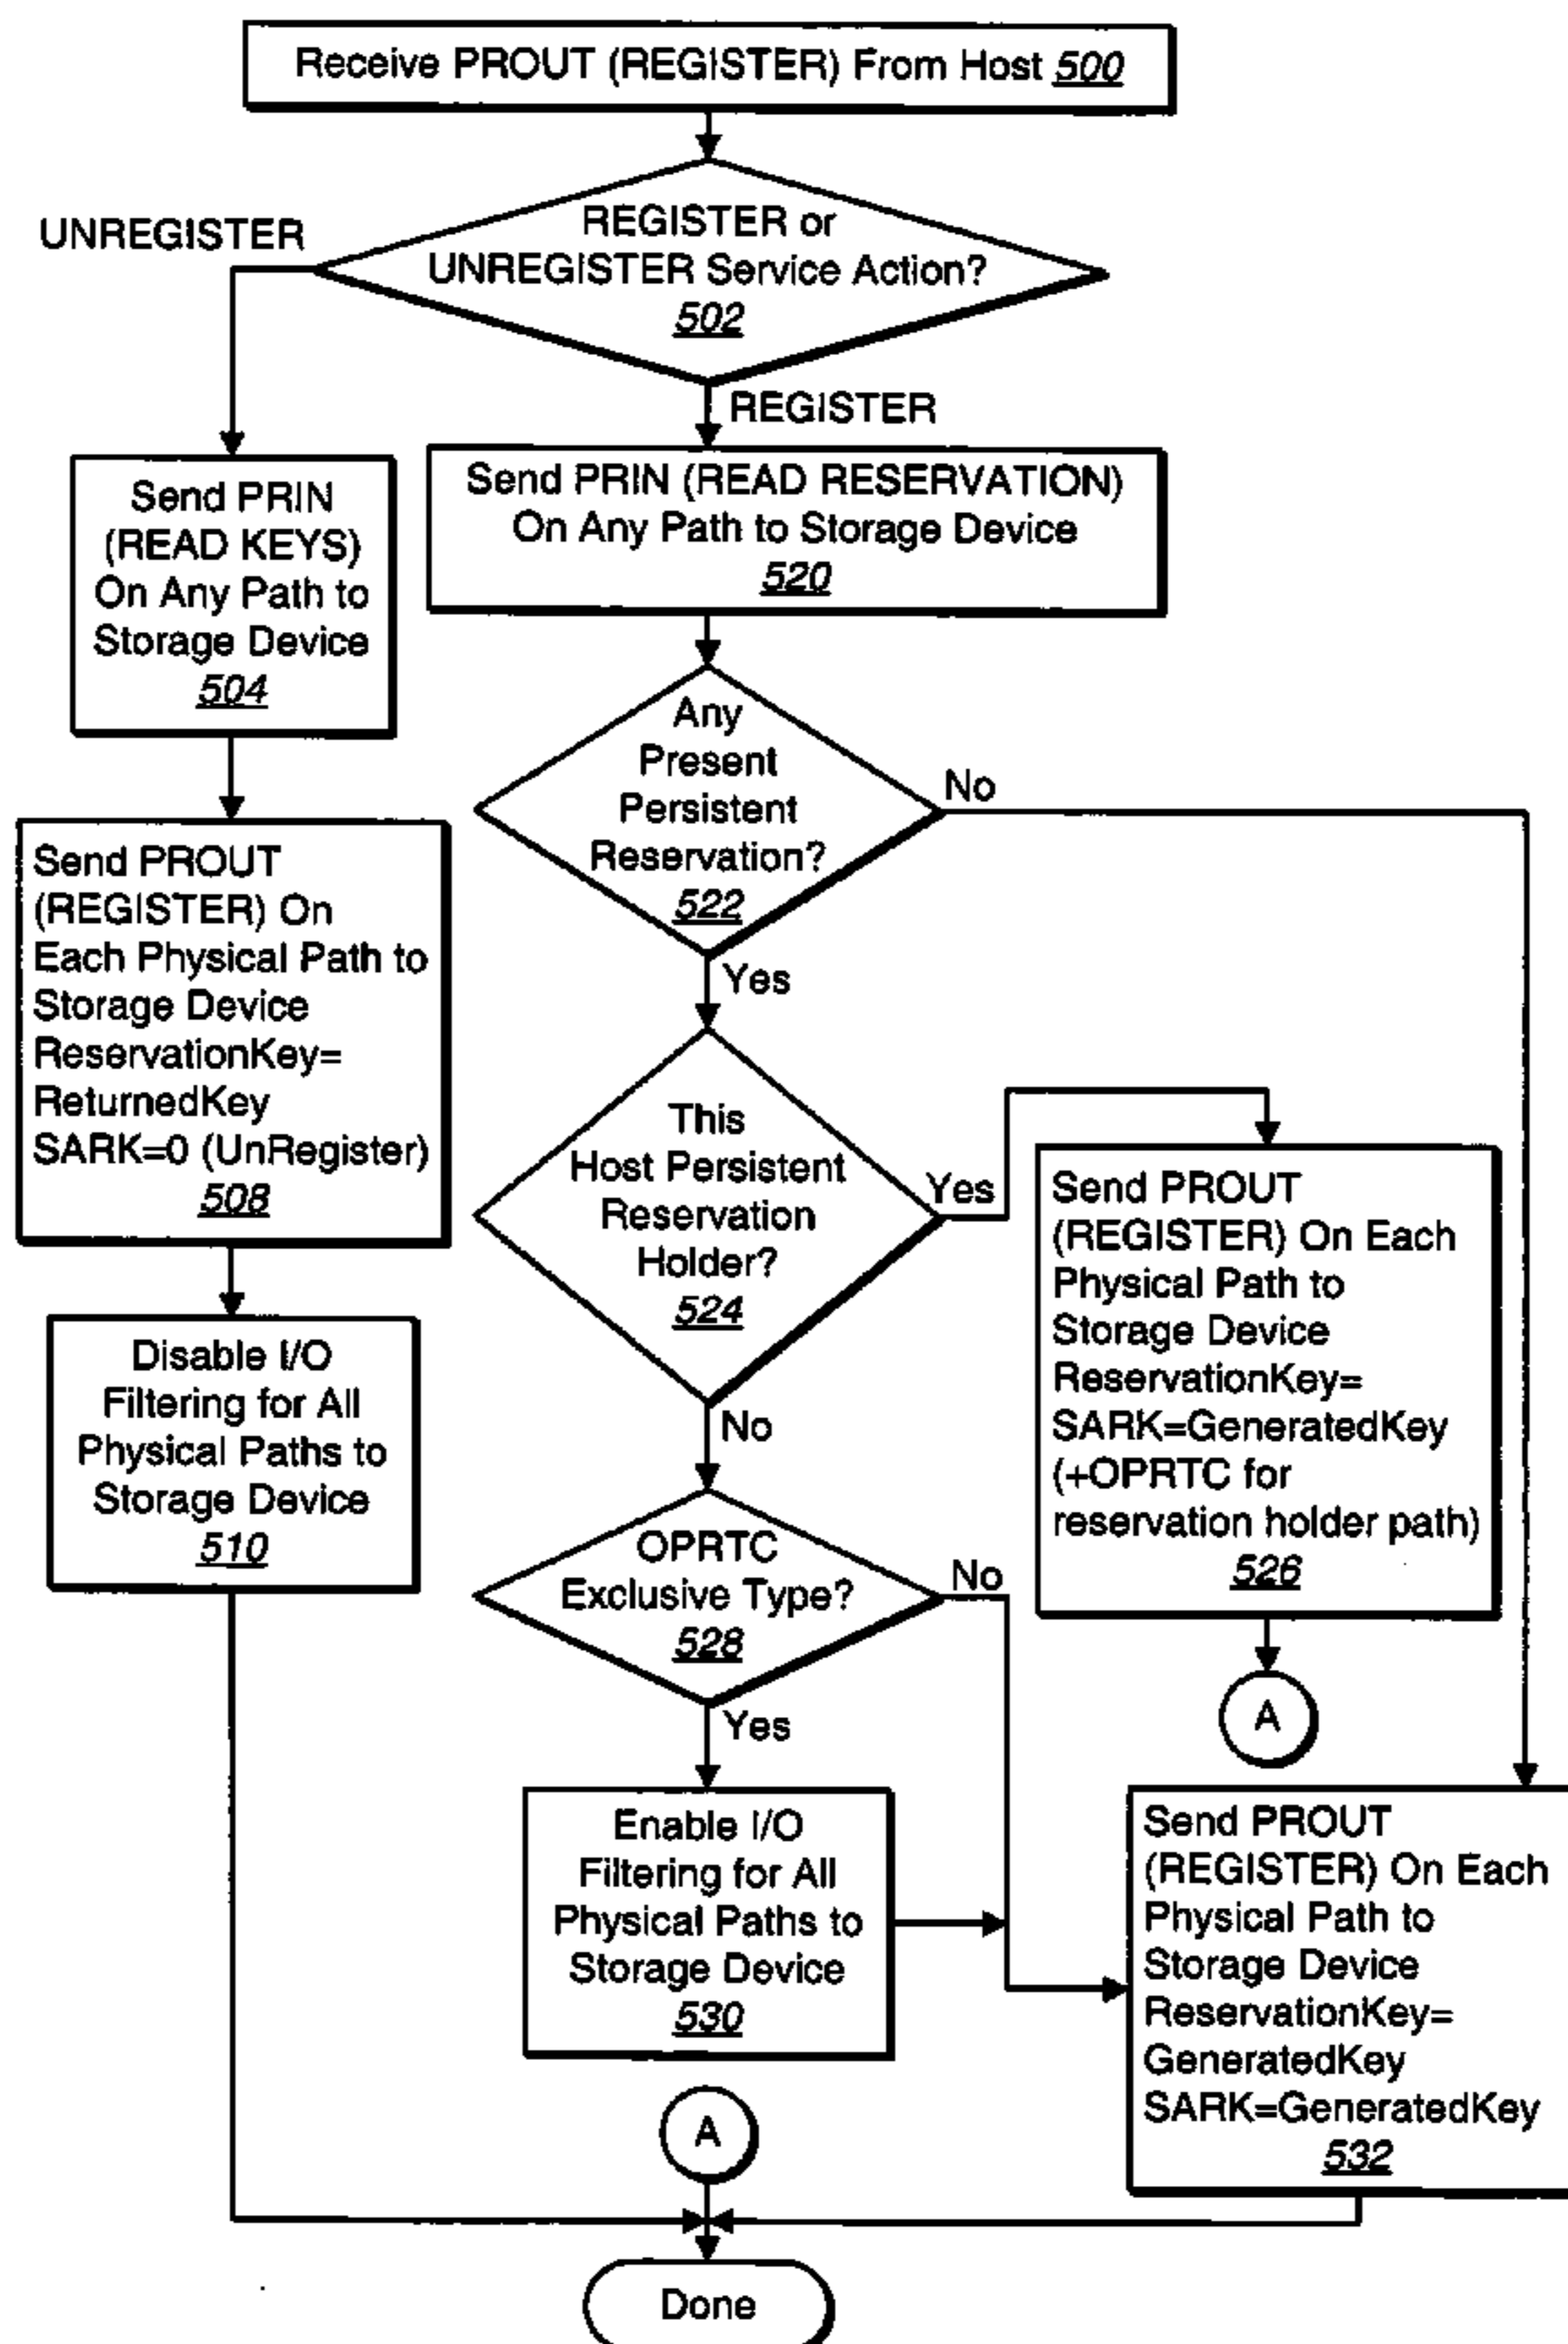 Receive PROUT (REGISTER) From Host 500
REGISTER or
UNREGISTER Service Action?
502
UNREGISTER
REGISTER
Send PRIN
(READ KEYS)
On Any Path to
Storage Device
504
Send PRIN (READ RESERVATION)
On Any Path to Storage Device
520
Any
Present
Persistent
Reservation?
522
No
Yes
Send PROUT
(REGISTER) On
Each Physical Path to
Storage Device
ReservationKey=
ReturnedKey
SARK=0 (UnRegister)
508
This
Host Persistent
Reservation
Holder?
524
Yes
No
Send PROUT
(REGISTER) On Each
Physical Path to
Storage Device
ReservationKey=
SARK=GeneratedKey
(+OPRTC for
reservation holder path)
526
A
Disable I/O
Filtering for All
Physical Paths to
Storage Device
510
OPRTC
Exclusive Type?
528
No
Yes
Enable I/O
Filtering for All
Physical Paths to
Storage Device
530
Send PROUT
(REGISTER) On Each
Physical Path to
Storage Device
ReservationKey=
GeneratedKey
SARK=GeneratedKey
532
A
Done